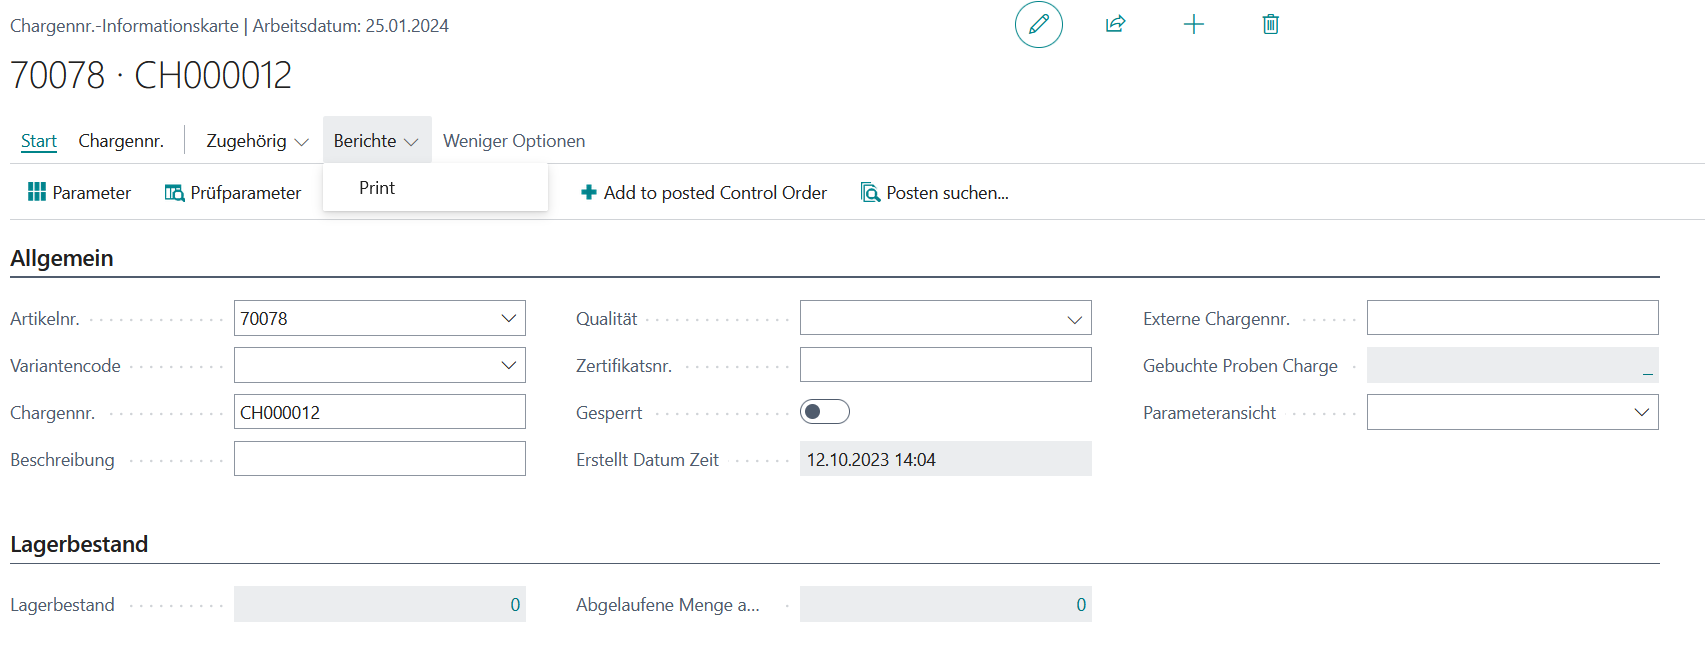 Chargennr.-Informationskarte | Arbeitsdatum: 25.01.2024
70078 · CH000012
Start Chargennr. Zugehörig Berichte Weniger Optionen
Parameter Prüfparameter Print Add to posted Control Order Posten suchen...
Allgemein
Artikelnr. 70078 Qualität Externe Chargennr.
Variantencode Zertifikatsnr. Gebuchte Proben Charge _
Chargennr. CH000012 Gesperrt Parameteransicht
Beschreibung Erstellt Datum Zeit 12.10.2023 14:04
Lagerbestand
Lagerbestand 0 Abgelaufene Menge a... 0